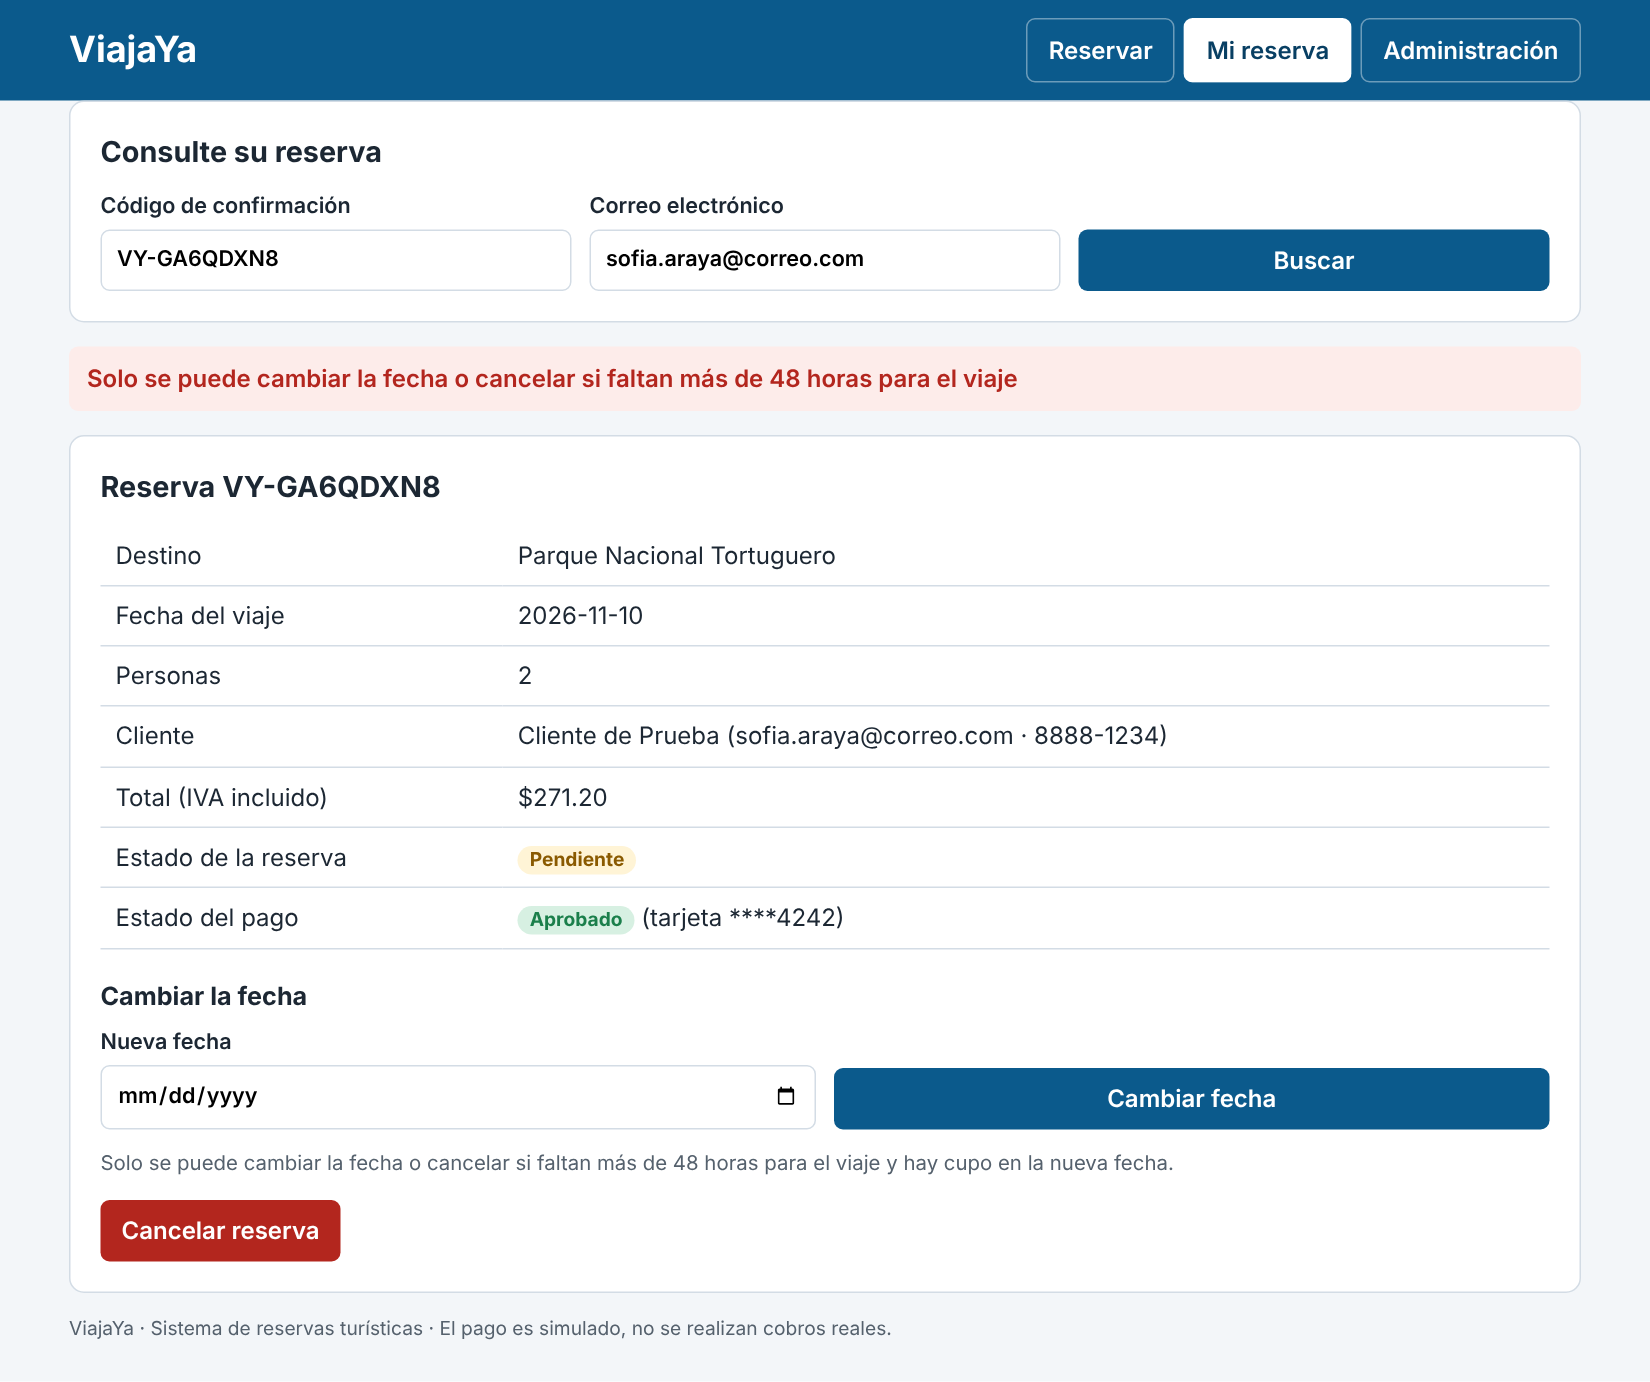 ViajaYa
Reservar
Mi reserva
Administración
Consulte su reserva
Código de confirmación
Correo electrónico
VY-GA6QDXN8
sofia.araya@correo.com
Buscar
Solo se puede cambiar la fecha o cancelar si faltan más de 48 horas para el viaje
Reserva VY-GA6QDXN8
Destino Parque Nacional Tortuguero
Fecha del viaje 2026-11-10
Personas 2
Cliente Cliente de Prueba (sofia.araya@correo.com · 8888-1234)
Total (IVA incluido) $271.20
Estado de la reserva Pendiente
Estado del pago Aprobado (tarjeta ****4242)
Cambiar la fecha
Nueva fecha
mm/dd/yyyy
Cambiar fecha
Solo se puede cambiar la fecha o cancelar si faltan más de 48 horas para el viaje y hay cupo en la nueva fecha.
Cancelar reserva
ViajaYa · Sistema de reservas turísticas · El pago es simulado, no se realizan cobros reales.